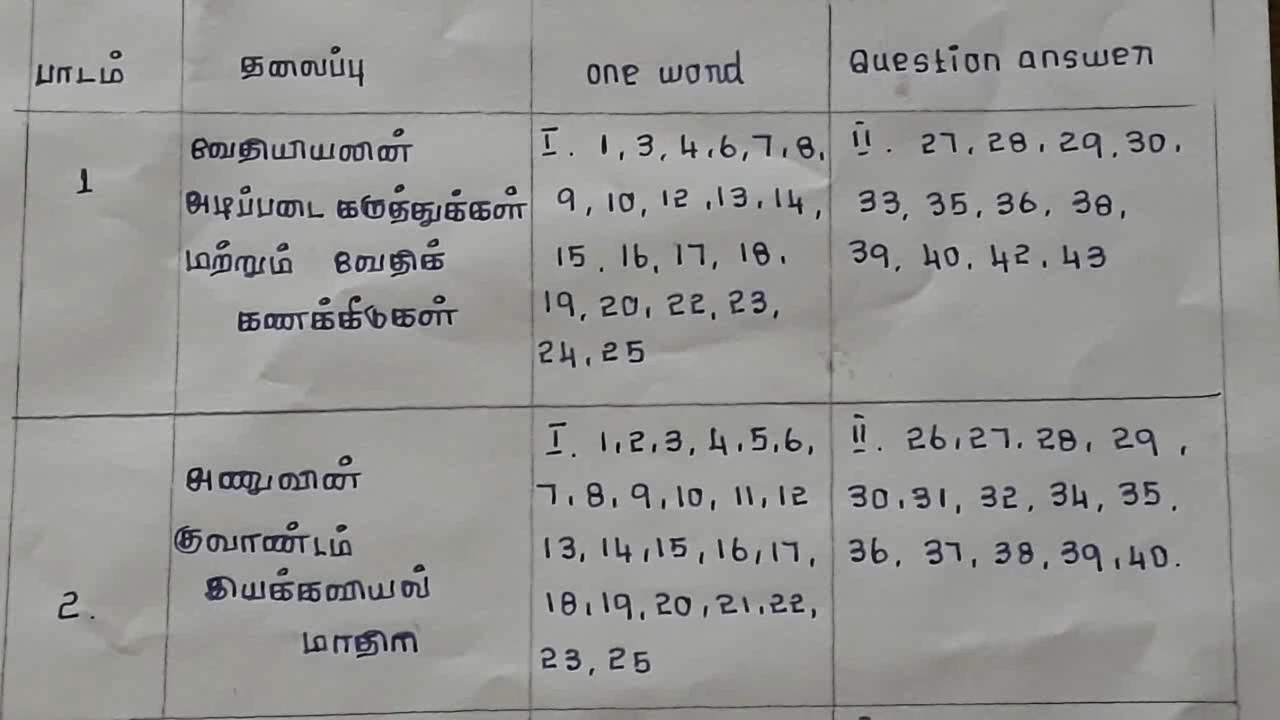 பாடம் தலைப்பு one word Question answer
1
வேதியியலின்
அடிப்படை கருத்துக்கள்
மற்றும் வேதிக்
கணக்கீடுகள்
I. 1, 3, 4, 6, 7, 8,
9, 10, 12, 13, 14,
15, 16, 17, 18,
19, 20, 22, 23,
24, 25
II. 27, 28, 29, 30,
33, 35, 36, 38,
39, 40, 42, 43
2.
அணுவின்
குவாண்டம்
இயக்கவியல்
மாதிரி
I. 1, 2, 3, 4, 5, 6,
7, 8, 9, 10, 11, 12
13, 14, 15, 16, 17,
18, 19, 20, 21, 22,
23, 25
II. 26, 27, 28, 29,
30, 31, 32, 34, 35,
36, 37, 38, 39, 40.